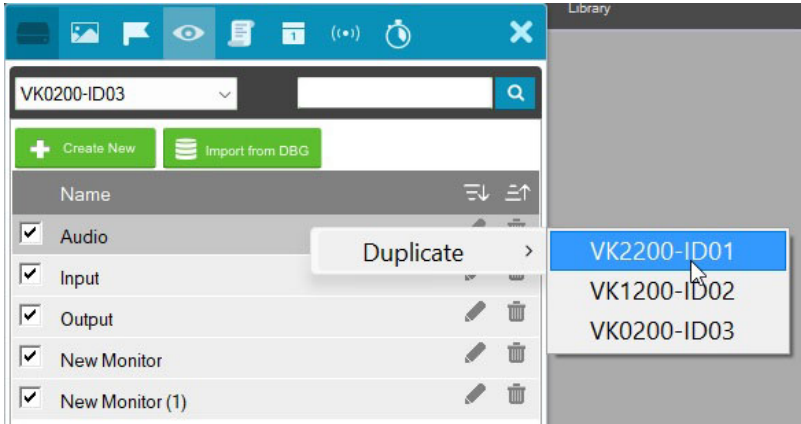 Library
1
VK0200-ID03
Create New
Import from DBG
Name
Audio
Duplicate
VK2200-ID01
Input
VK1200-ID02
Output
VK0200-ID03
New Monitor
New Monitor (1)